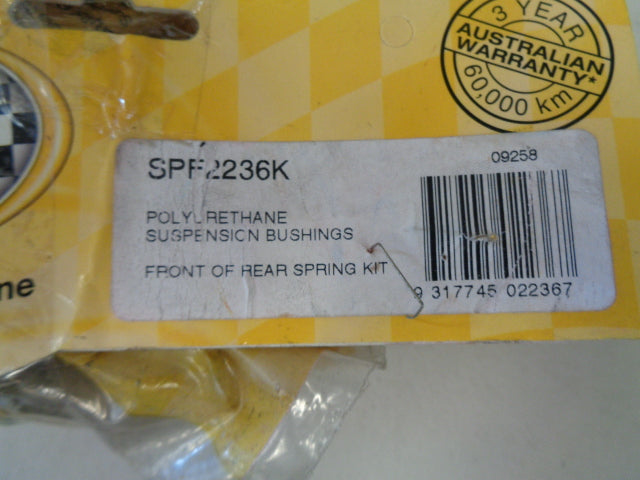 3 YEAR
AUSTRALIAN
WARRANTY*
60,000 km
09258
SPF2236K
POLYURETHANE
SUSPENSION BUSHINGS
FRONT OF REAR SPRING KIT
9 317745 022367
ne